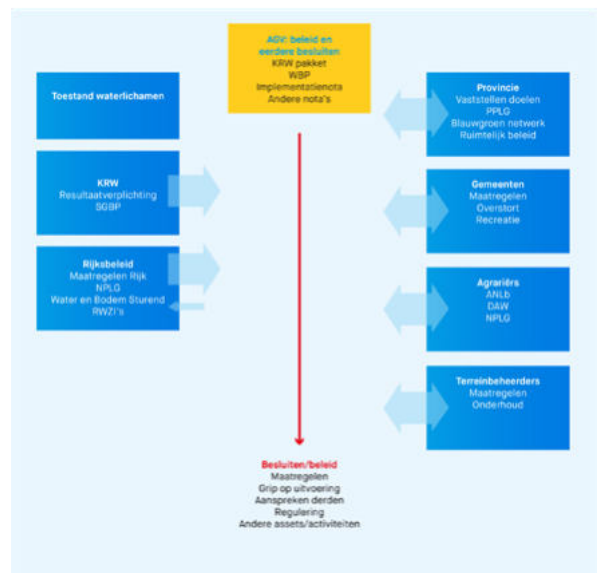 AGV: beleid en
eerdere besluiten
KRW pakket
WBP
Implementatienota
Andere nota's
Toestand waterlichamen
KRW
Resultaatverplichting
SGBP
Rijksbeleid
Maatregelen Rijk
NPLG
Water en Bodem Sturend
RWZI's
Provincie
Vaststellen doelen
PPLG
Blauwgroen netwerk
Ruimtelijk beleid
Gemeenten
Maatregelen
Overstort
Recreatie
Agrariërs
ANLb
DAW
NPLG
Terreinbeheerders
Maatregelen
Onderhoud
Besluiten/beleid
Maatregelen
Grip op uitvoering
Aanspreken derden
Regulering
Andere assets/activiteiten